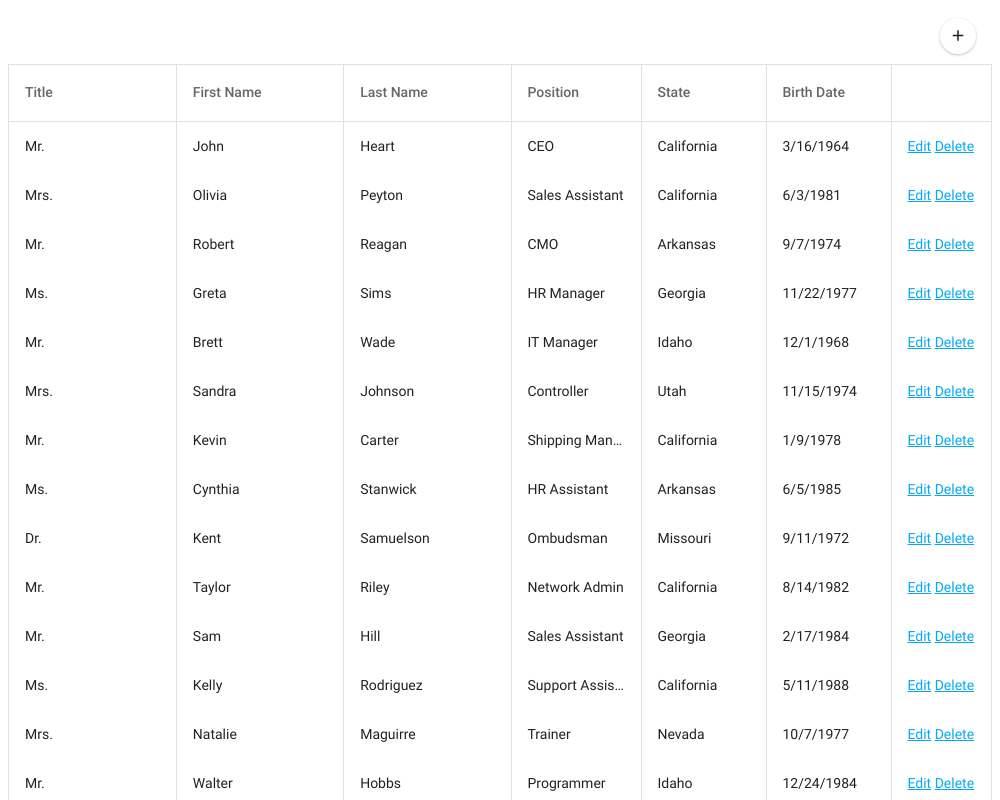 +
Title First Name Last Name Position State Birth Date
Mr. John Heart CEO California 3/16/1964 Edit Delete
Mrs. Olivia Peyton Sales Assistant California 6/3/1981 Edit Delete
Mr. Robert Reagan CMO Arkansas 9/7/1974 Edit Delete
Ms. Greta Sims HR Manager Georgia 11/22/1977 Edit Delete
Mr. Brett Wade IT Manager Idaho 12/1/1968 Edit Delete
Mrs. Sandra Johnson Controller Utah 11/15/1974 Edit Delete
Mr. Kevin Carter Shipping Man... California 1/9/1978 Edit Delete
Ms. Cynthia Stanwick HR Assistant Arkansas 6/5/1985 Edit Delete
Dr. Kent Samuelson Ombudsman Missouri 9/11/1972 Edit Delete
Mr. Taylor Riley Network Admin California 8/14/1982 Edit Delete
Mr. Sam Hill Sales Assistant Georgia 2/17/1984 Edit Delete
Ms. Kelly Rodriguez Support Assis... California 5/11/1988 Edit Delete
Mrs. Natalie Maguirre Trainer Nevada 10/7/1977 Edit Delete
Mr. Walter Hobbs Programmer Idaho 12/24/1984 Edit Delete